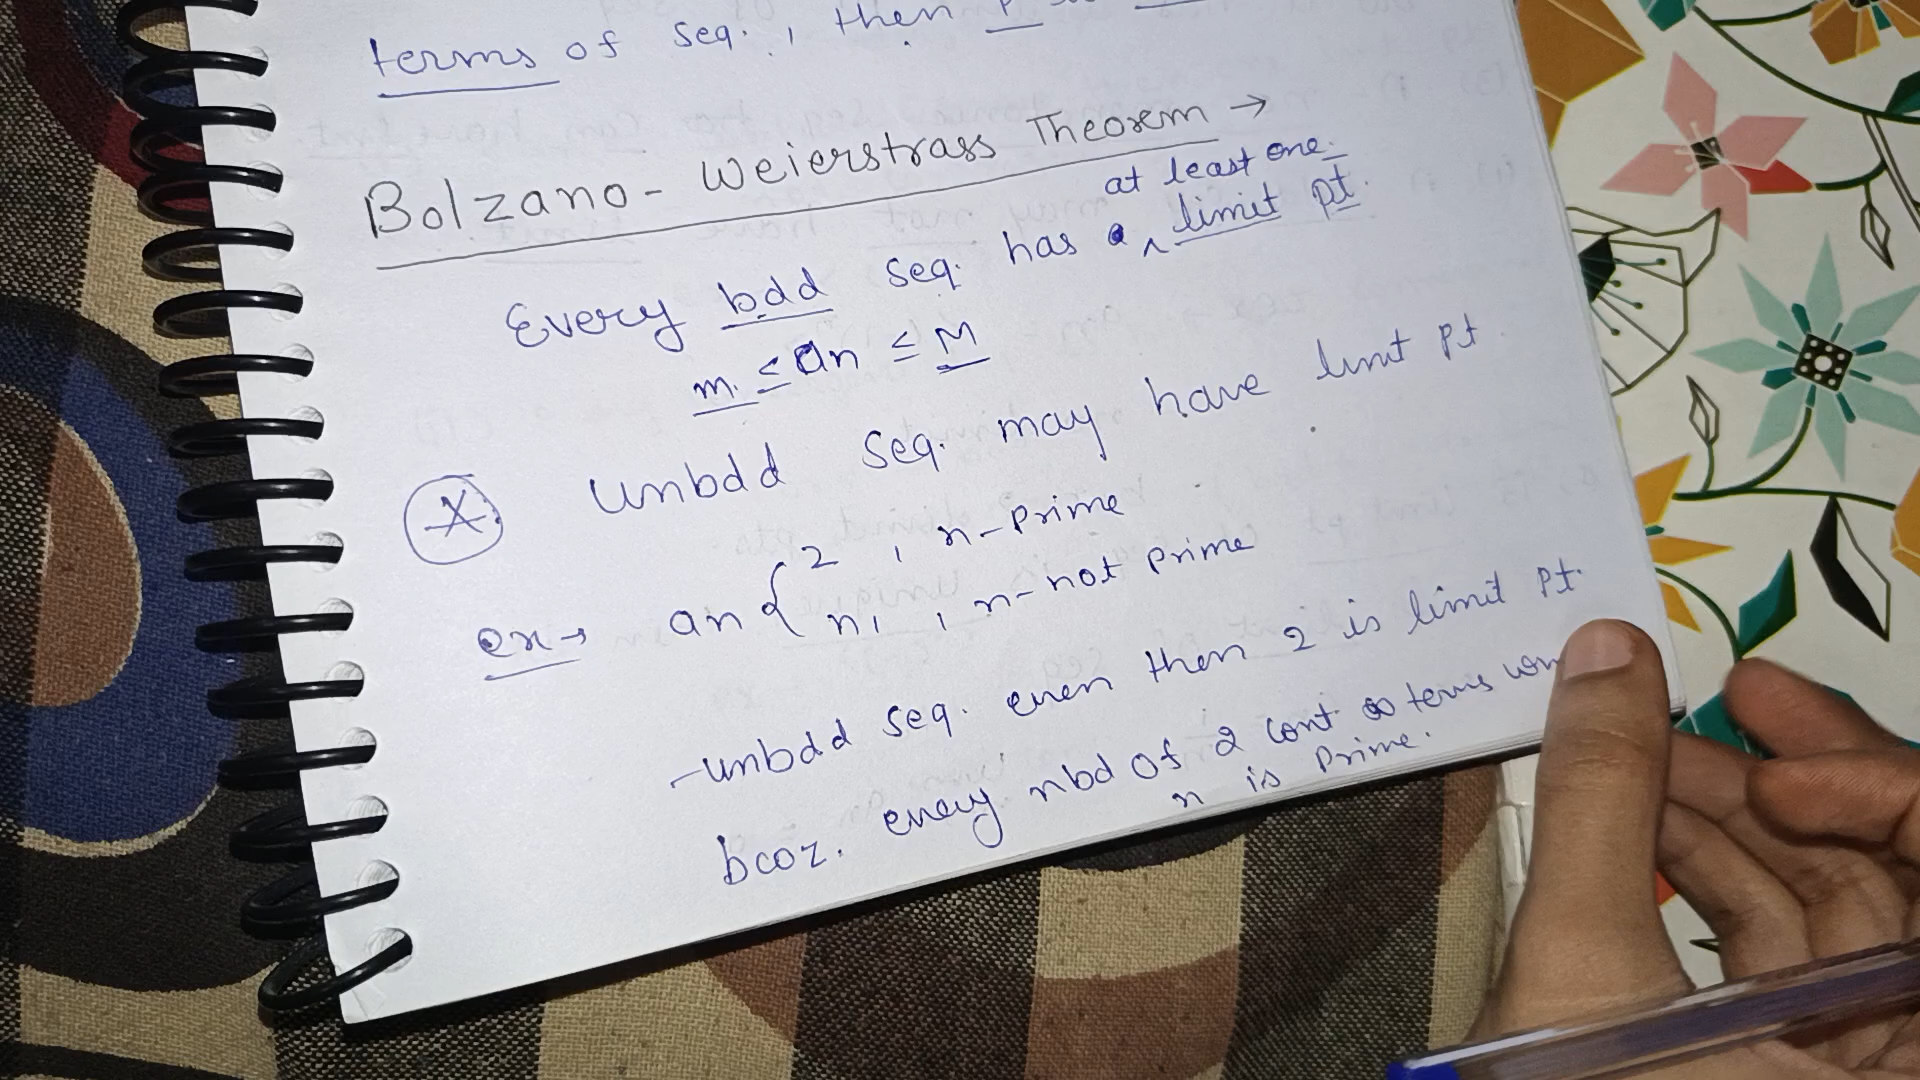 terms of seq., then
Bolzano - Weierstrass Theorem →
at least one.
Every bdd seq. has a ^ limit pt.
m ≤ an ≤ M
Unbdd seq. may have limit pt.
an { 2 , n - Prime
ex→ n , n - not prime
- unbdd seq. even then 2 is limit pt.
bcoz. every nbd of 2 cont ∞ terms
n is Prime.